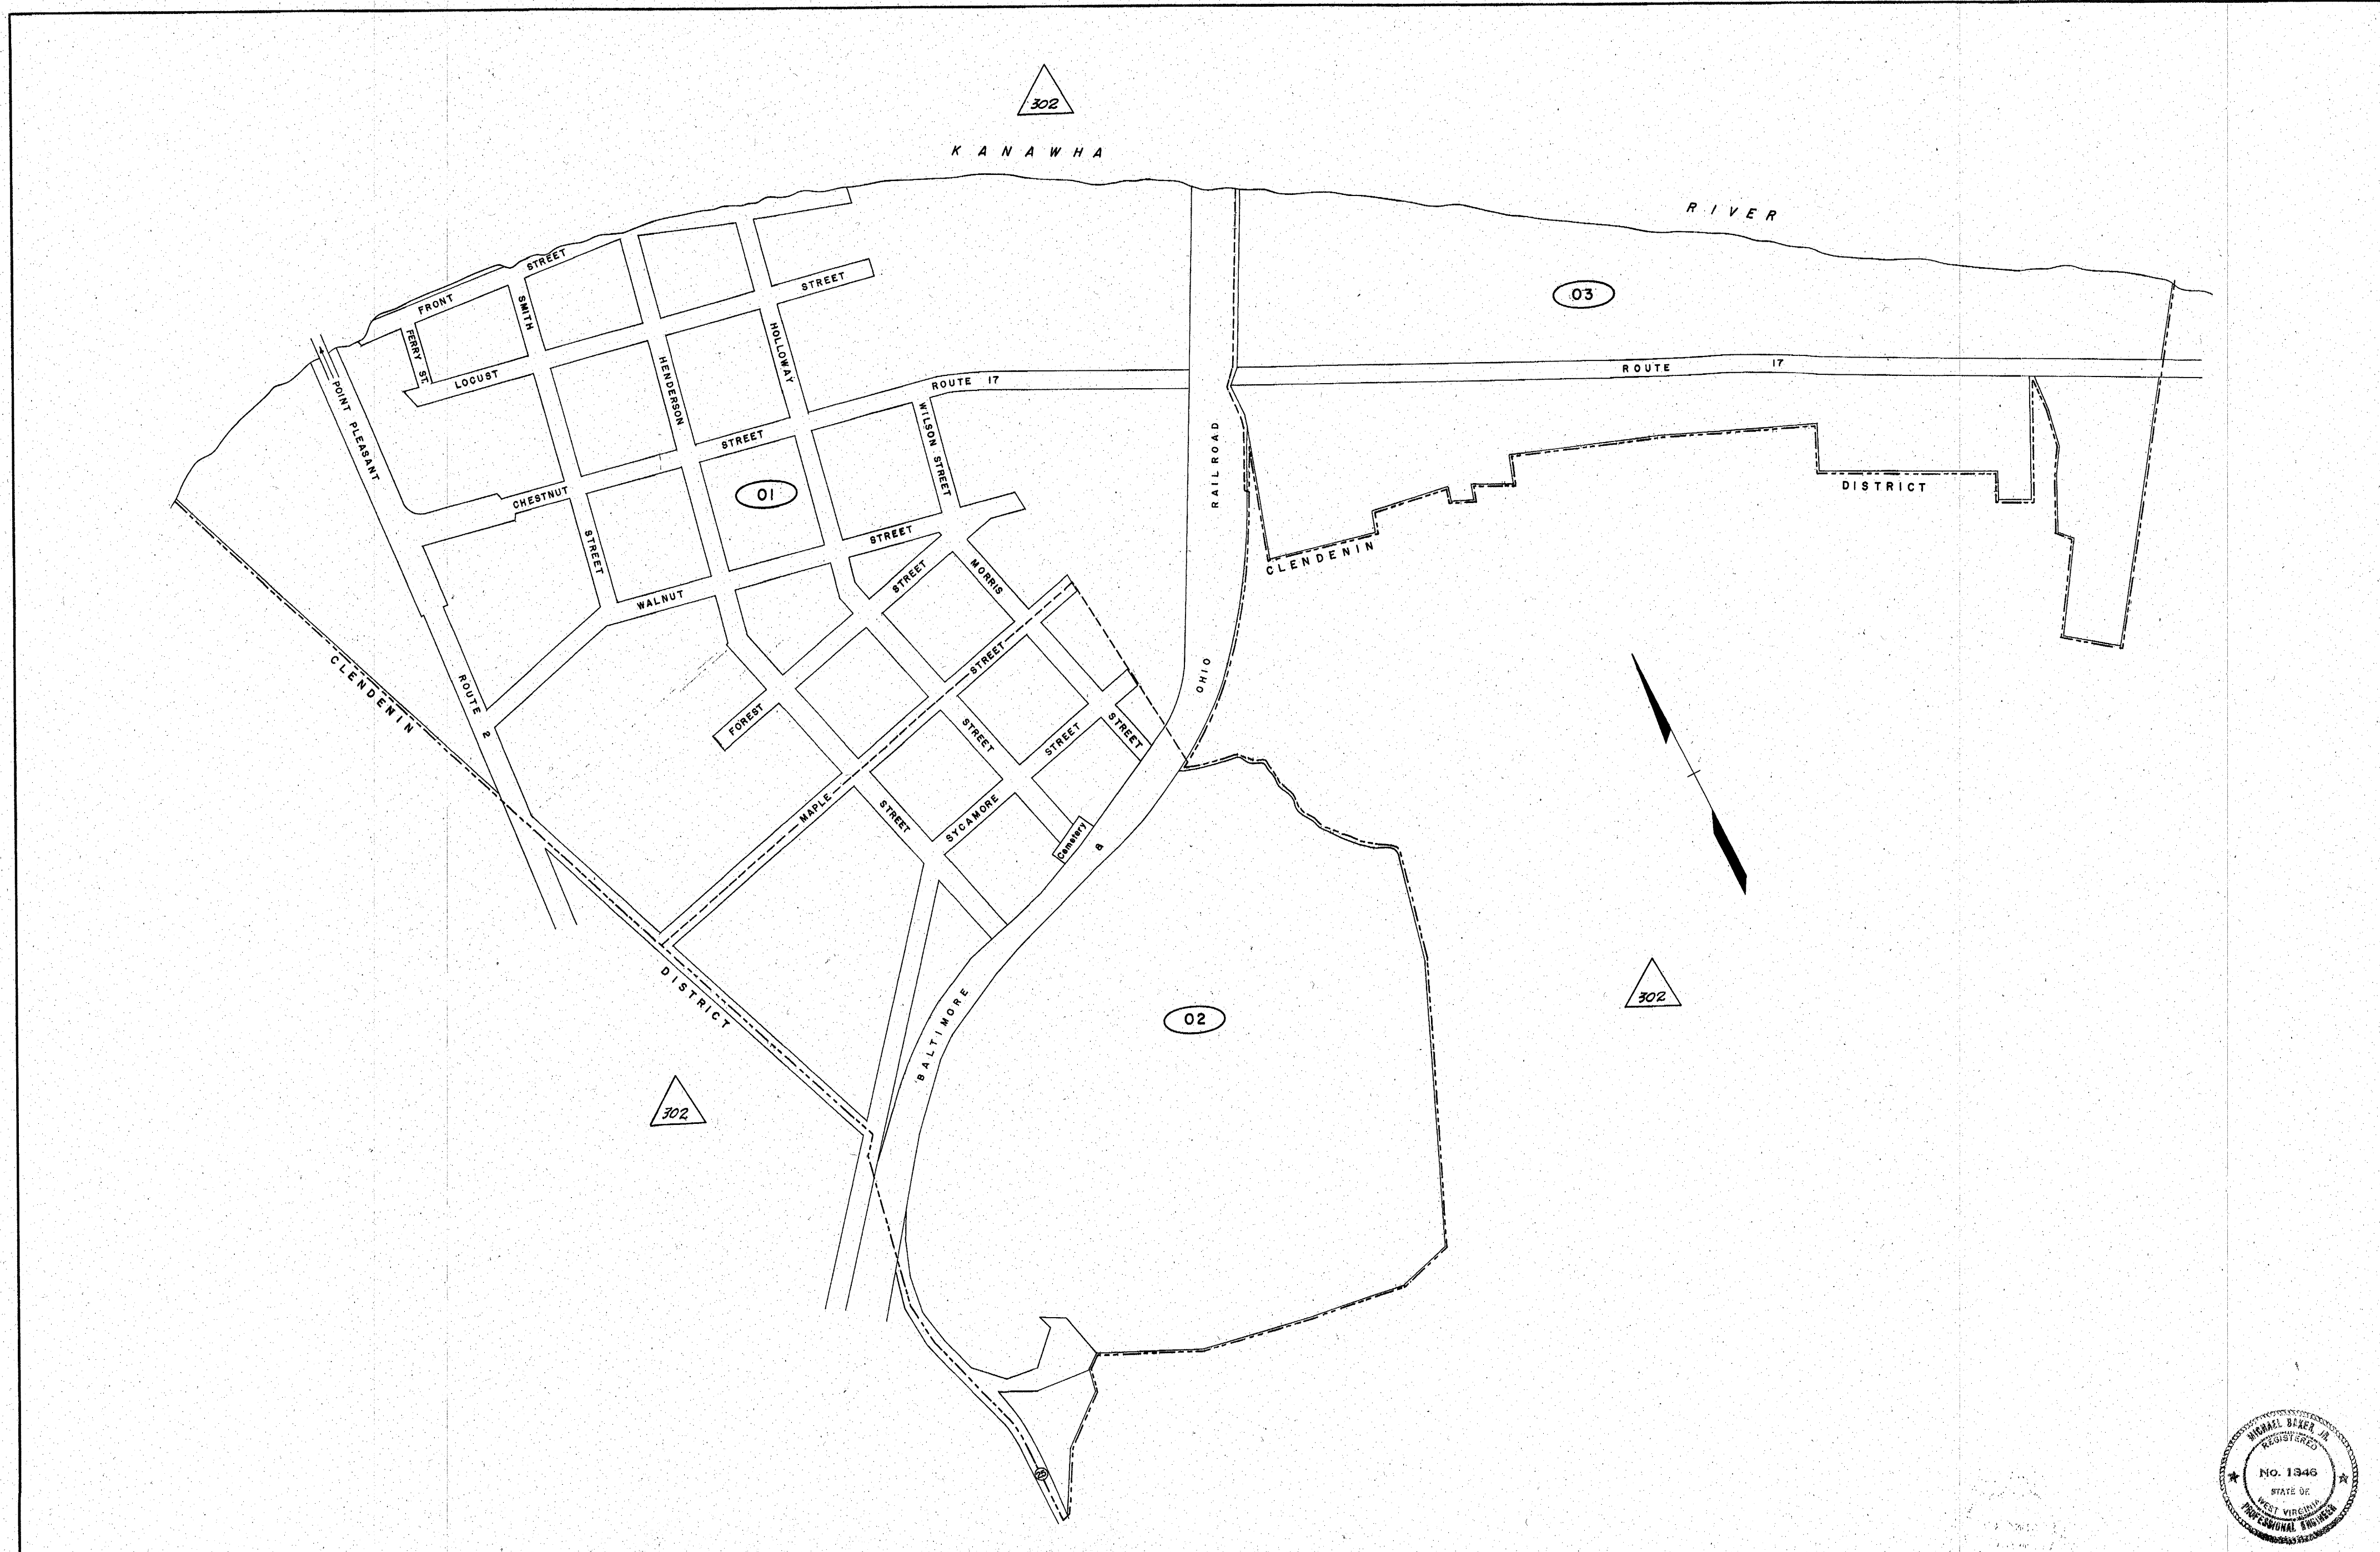 302
KANAWHA
RIVER
STREET
FRONT
SMITH
FERRY ST.
LOCUST
STREET
HOLLOWAY
HENDERSON
POINT PLEASANT
ROUTE 17
03
ROUTE 17
WILSON STREET
STREET
01
CHESTNUT
STREET
STREET
RAILROAD
DISTRICT
CLENDENIN
WALNUT
STREET
MORRIS
STREET
OHIO
CLENDENIN
ROUTE 2
FOREST
STREET
STREET
STREET
MAPLE
STREET
SYCAMORE
Cemetery
&
DISTRICT
BALTIMORE
02
302
302
MICHAEL BAKER, JR.
REGISTERED
No. 1346
STATE OF
WEST VIRGINIA
PROFESSIONAL ENGINEER